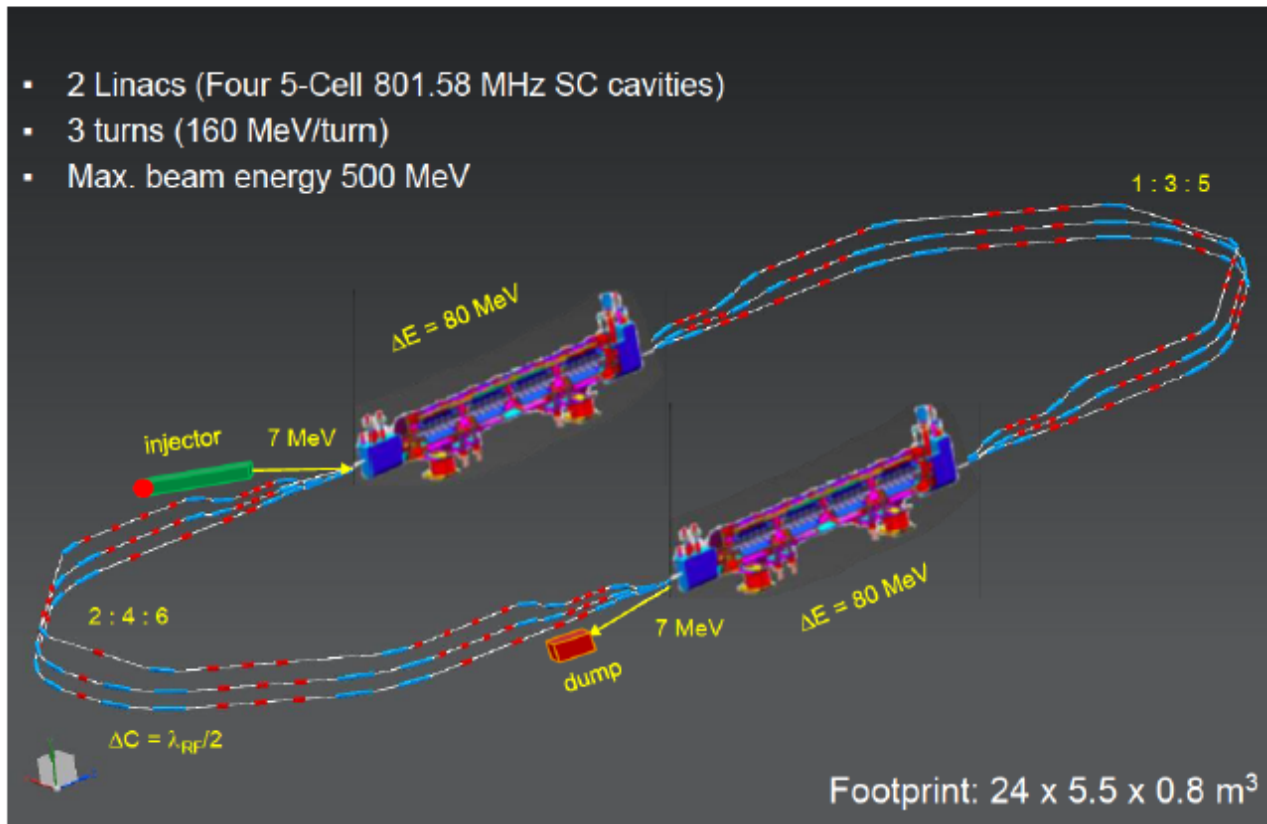 ▪ 2 Linacs (Four 5-Cell 801.58 MHz SC cavities)
▪ 3 turns (160 MeV/turn)
▪ Max. beam energy 500 MeV
1 : 3 : 5
ΔE = 80 MeV
injector
7 MeV
2 : 4 : 6
ΔE = 80 MeV
7 MeV
dump
ΔC = λRF/2
Footprint: 24 x 5.5 x 0.8 m³